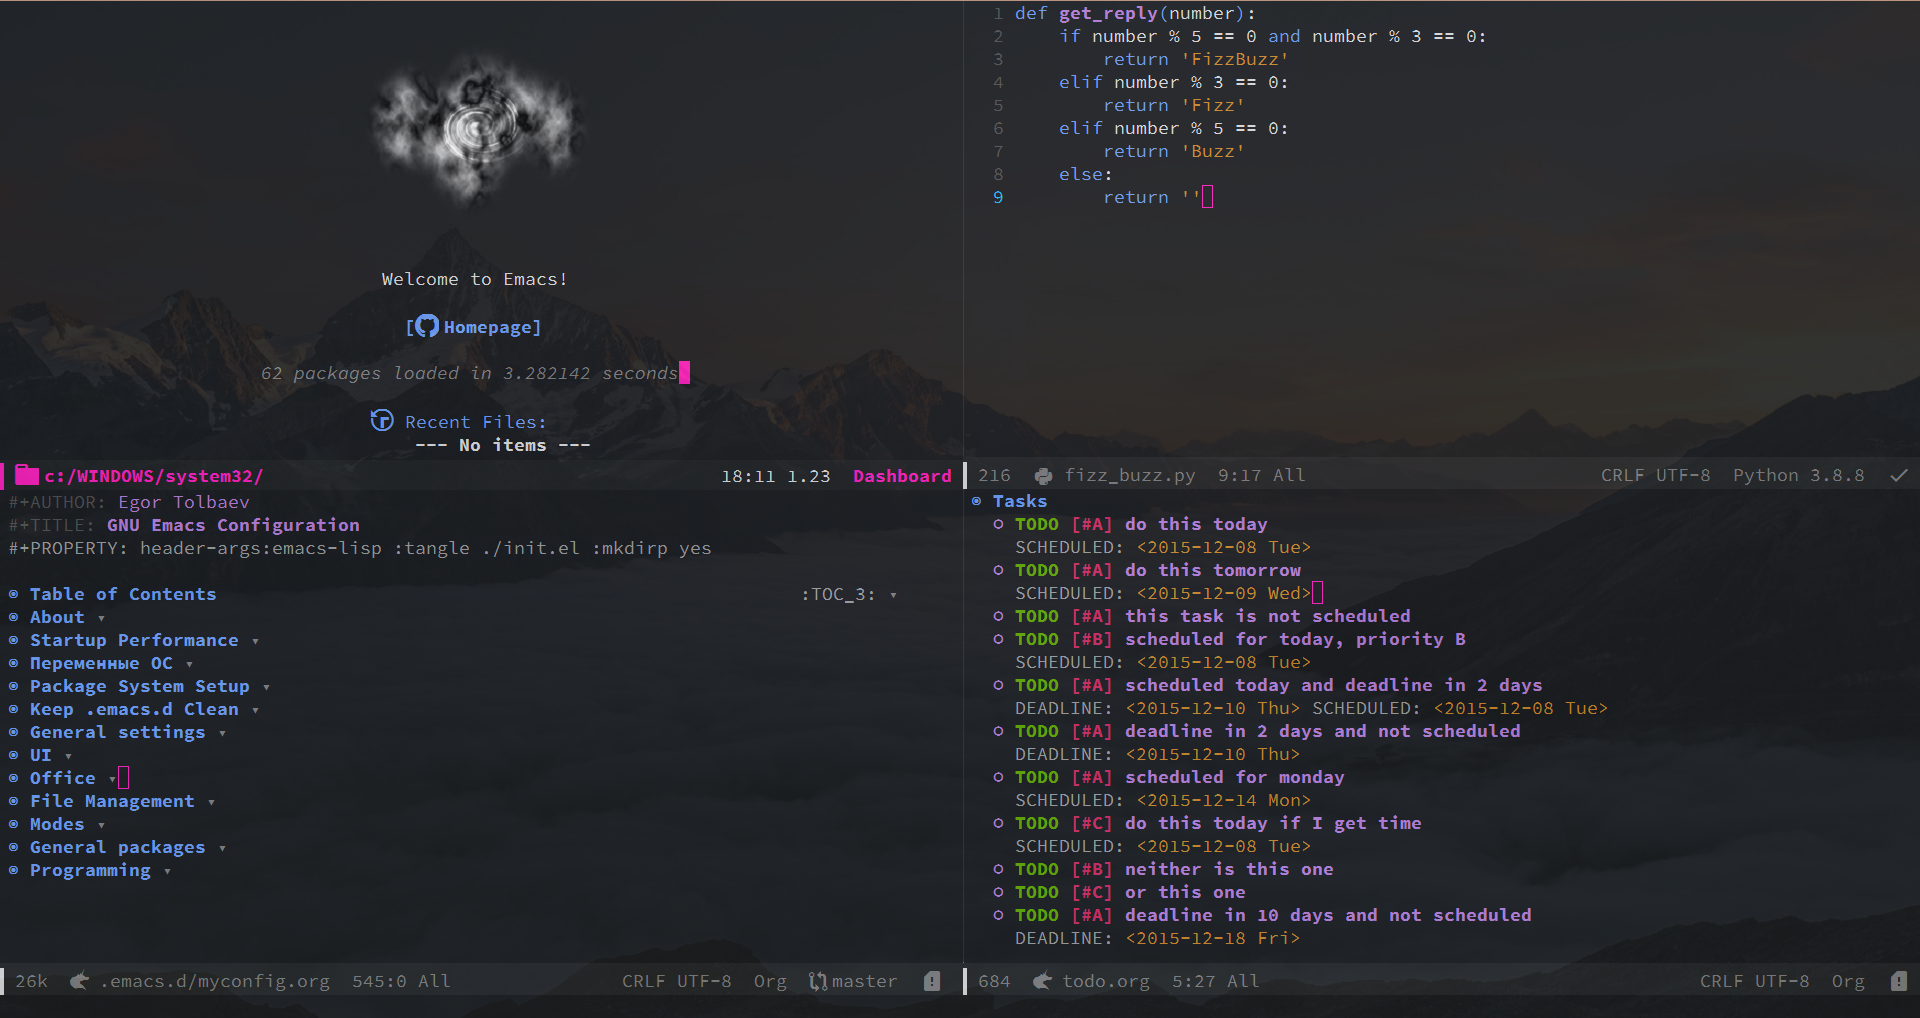 Welcome to Emacs!
[Homepage]
62 packages loaded in 3.282142 seconds
Recent Files:
--- No items ---
c:/WINDOWS/system32/ 18:11 1.23 Dashboard
1 def get_reply(number):
2 if number % 5 == 0 and number % 3 == 0:
3 return 'FizzBuzz'
4 elif number % 3 == 0:
5 return 'Fizz'
6 elif number % 5 == 0:
7 return 'Buzz'
8 else:
9 return ''
216 fizz_buzz.py 9:17 All CRLF UTF-8 Python 3.8.8
#+AUTHOR: Egor Tolbaev
#+TITLE: GNU Emacs Configuration
#+PROPERTY: header-args:emacs-lisp :tangle ./init.el :mkdirp yes
Table of Contents :TOC_3:
About
Startup Performance
Переменные ОС
Package System Setup
Keep .emacs.d Clean
General settings
UI
Office
File Management
Modes
General packages
Programming
26k .emacs.d/myconfig.org 545:0 All CRLF UTF-8 Org master
Tasks
TODO [#A] do this today
SCHEDULED: <2015-12-08 Tue>
TODO [#A] do this tomorrow
SCHEDULED: <2015-12-09 Wed>
TODO [#A] this task is not scheduled
TODO [#B] scheduled for today, priority B
SCHEDULED: <2015-12-08 Tue>
TODO [#A] scheduled today and deadline in 2 days
DEADLINE: <2015-12-10 Thu> SCHEDULED: <2015-12-08 Tue>
TODO [#A] deadline in 2 days and not scheduled
DEADLINE: <2015-12-10 Thu>
TODO [#A] scheduled for monday
SCHEDULED: <2015-12-14 Mon>
TODO [#C] do this today if I get time
SCHEDULED: <2015-12-08 Tue>
TODO [#B] neither is this one
TODO [#C] or this one
TODO [#A] deadline in 10 days and not scheduled
DEADLINE: <2015-12-18 Fri>
684 todo.org 5:27 All CRLF UTF-8 Org